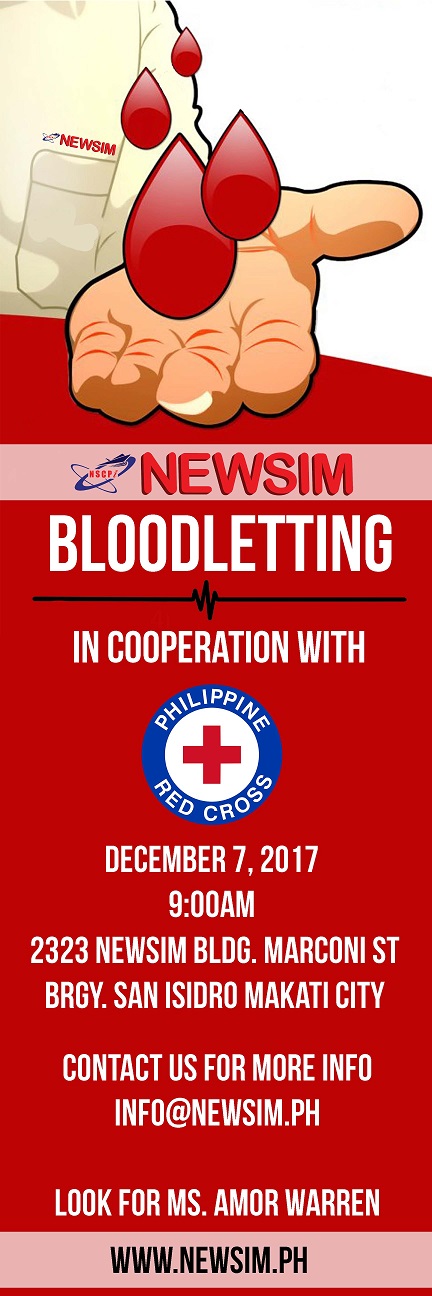 NEWSIM
NSCPI
NEWSIM
BLOODLETTING
IN COOPERATION WITH
PHILIPPINE
RED CROSS
DECEMBER 7, 2017
9:00AM
2323 NEWSIM BLDG. MARCONI ST
BRGY. SAN ISIDRO MAKATI CITY
CONTACT US FOR MORE INFO
INFO@NEWSIM.PH
LOOK FOR MS. AMOR WARREN
WWW.NEWSIM.PH